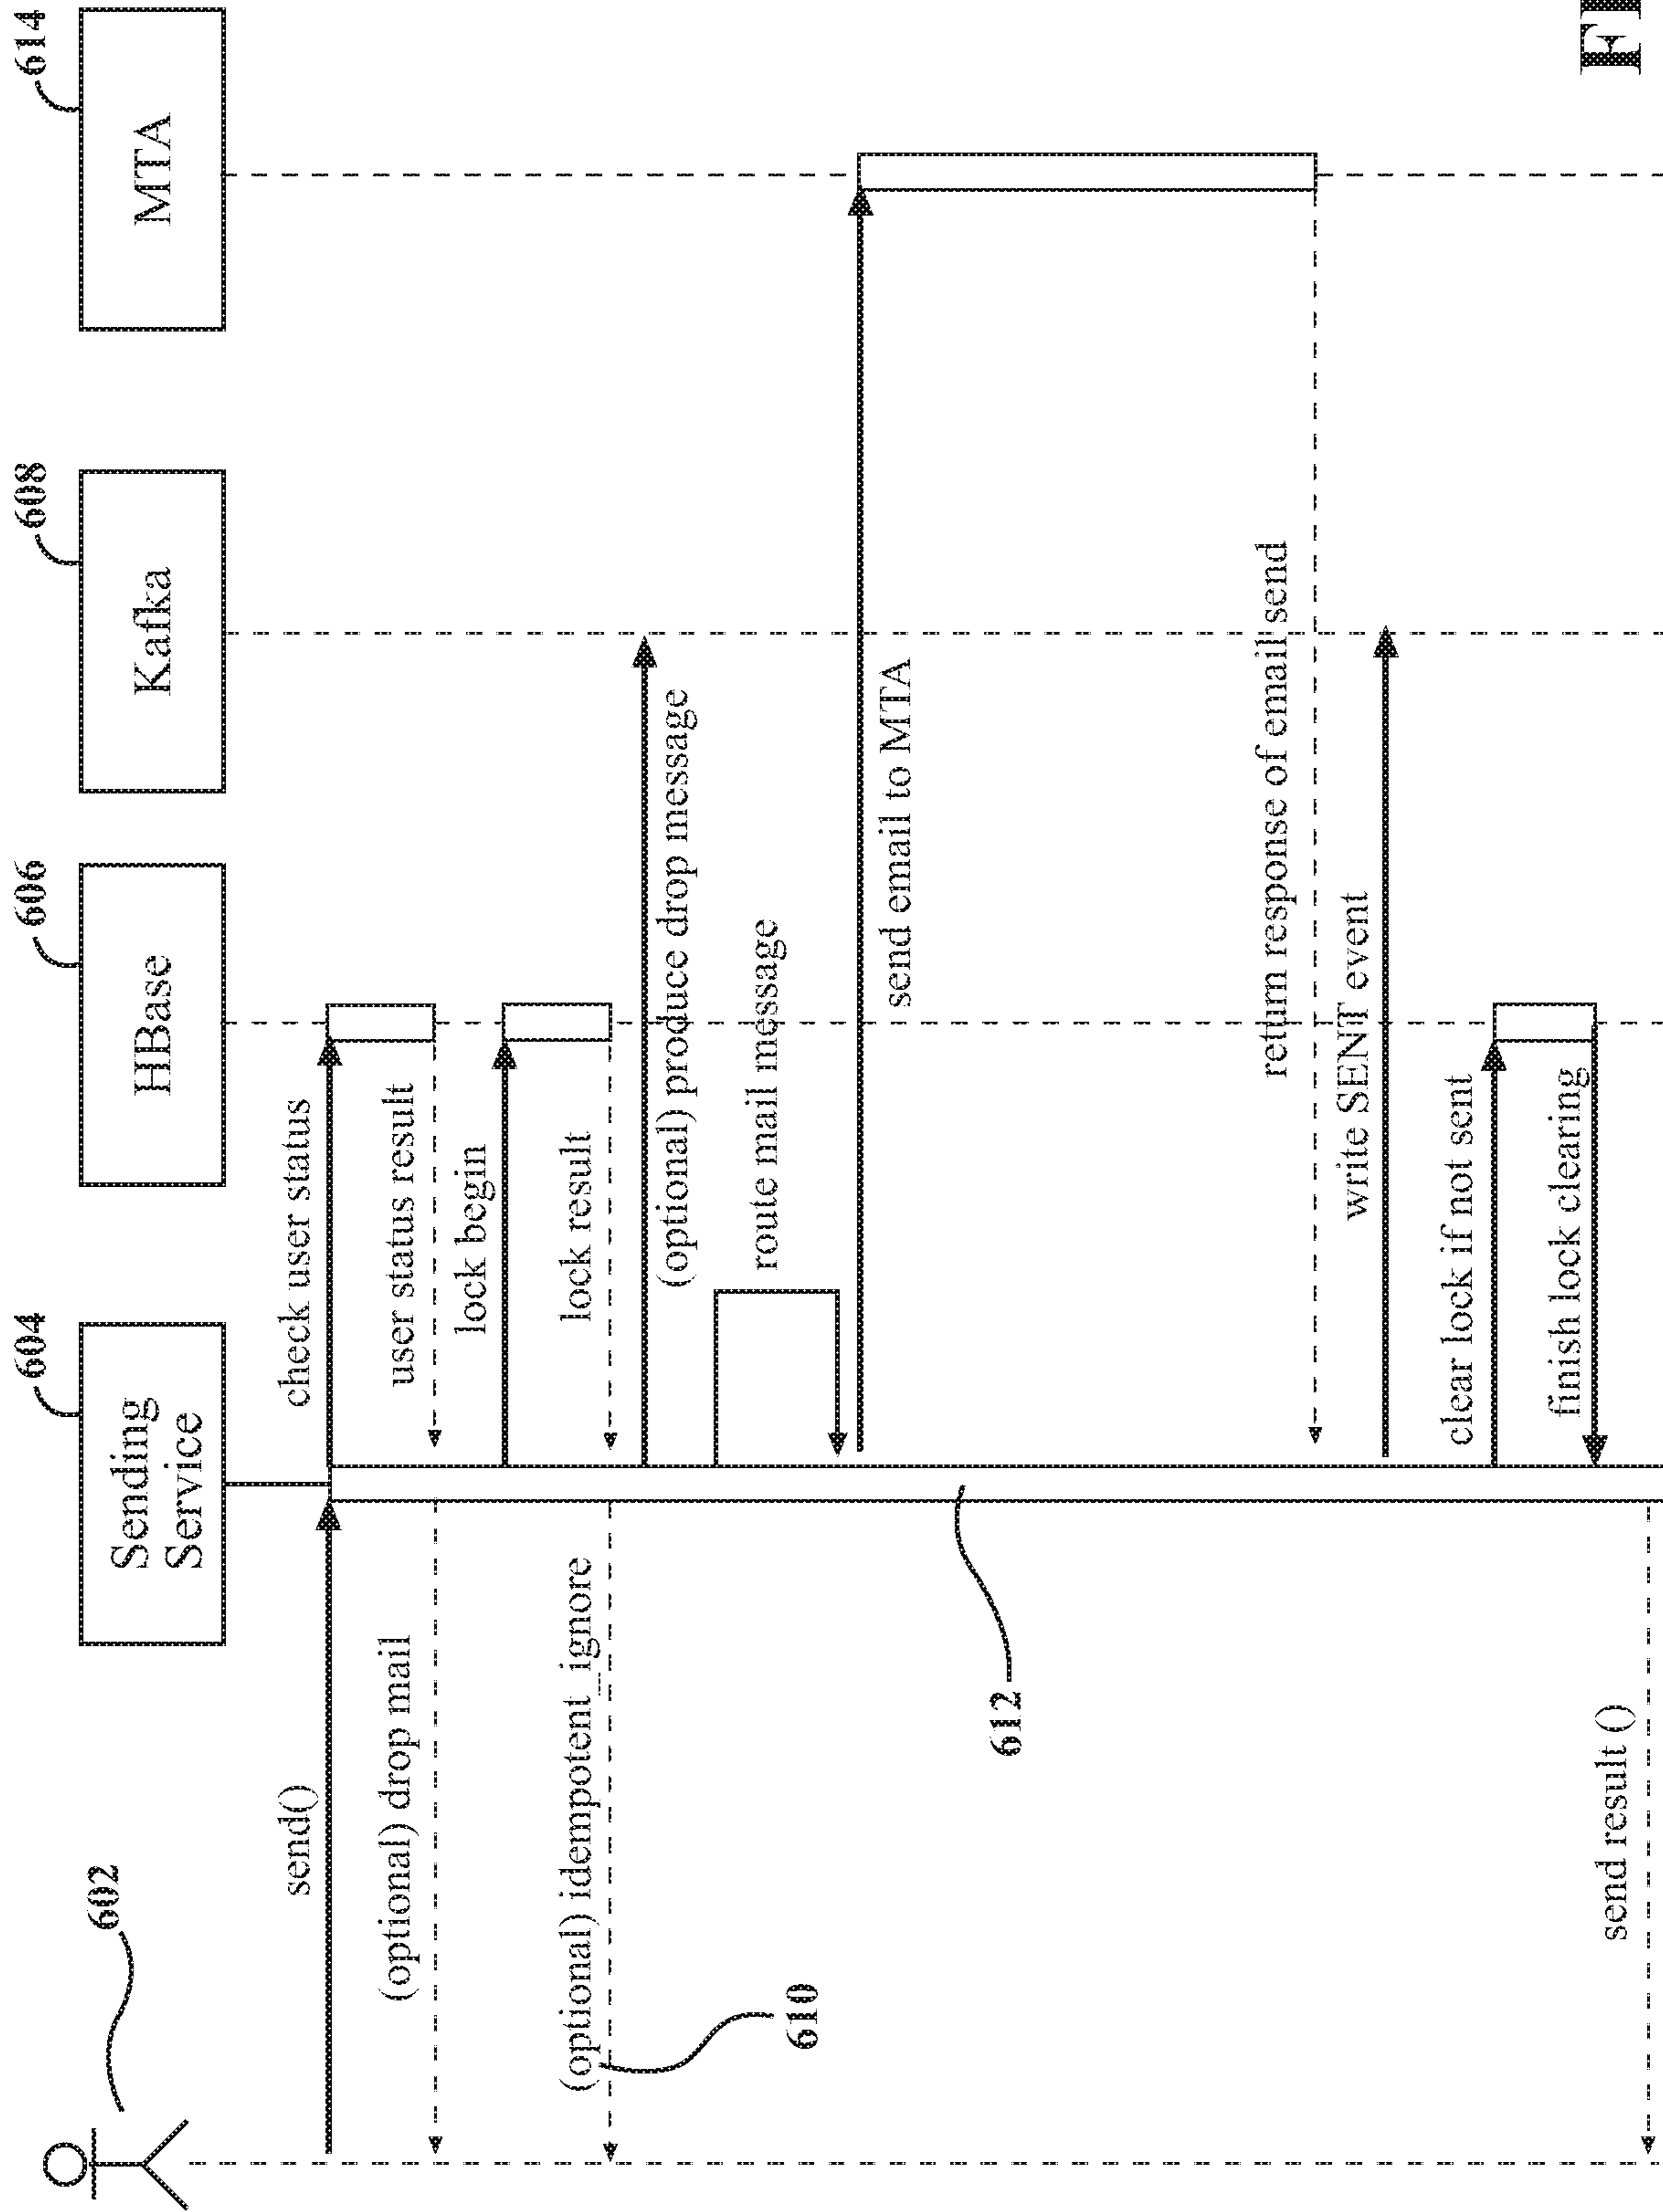 602
604
606
608
614
Sending
Service
HBase
Kafka
MTA
send()
check user status
(optional) drop mail
user status result
lock begin
(optional) idempotent_ignore
lock result
610
(optional) produce drop message
route mail message
send email to MTA
612
return response of email send
write SENT event
clear lock if not sent
finish lock clearing
send result ()